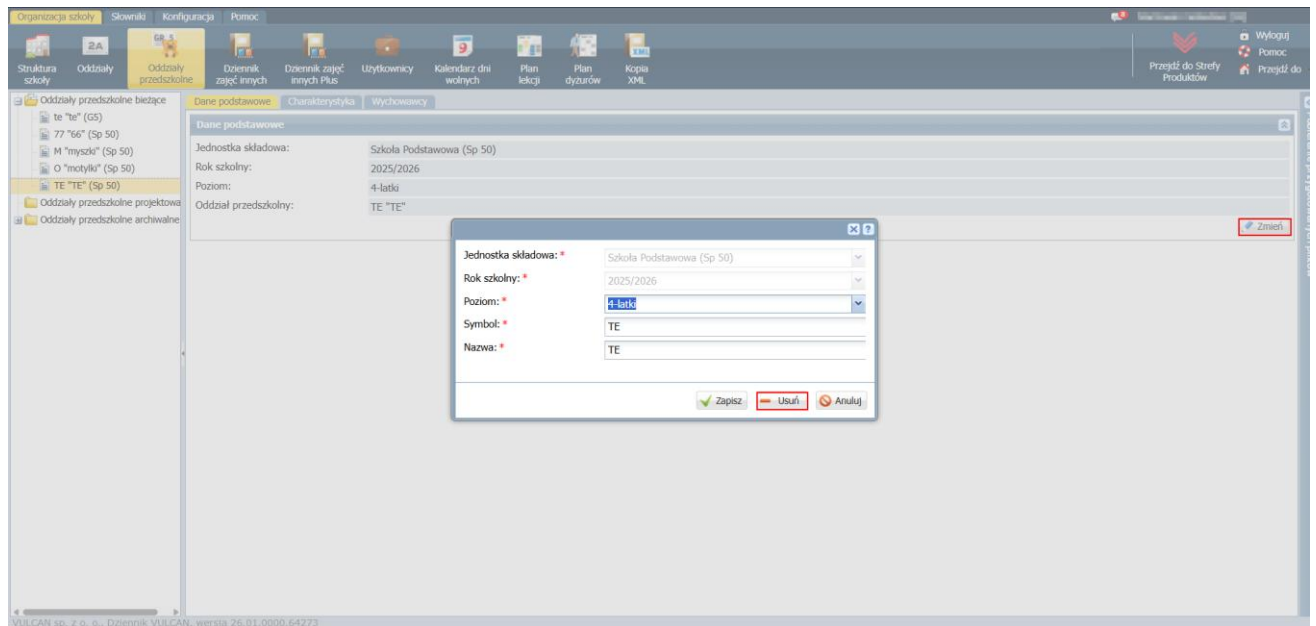 Organizacja szkoły Słowniki Konfiguracja Pomoc
Struktura szkoły
2A
Oddziały
GR 5
Oddziały przedszkolne
Dziennik zajęć innych
Dziennik zajęć innych Plus
Użytkownicy
9
Kalendarz dni wolnych
Plan lekcji
Plan dyżurów
XML
Kopia XML
Przejdź do Strefy Produktów
Wyloguj
Pomoc
Przejdź do
Oddziały przedszkolne bieżące
te "te" (G5)
77 "66" (Sp 50)
M "myszki" (Sp 50)
O "motylki" (Sp 50)
TE "TE" (Sp 50)
Oddziały przedszkolne projektowa
Oddziały przedszkolne archiwalne
Dane podstawowe Charakterystyka Wychowawcy
Dane podstawowe
Jednostka składowa: Szkoła Podstawowa (Sp 50)
Rok szkolny: 2025/2026
Poziom: 4-latki
Oddział przedszkolny: TE "TE"
Zmień
Jednostka składowa: * Szkoła Podstawowa (Sp 50)
Rok szkolny: * 2025/2026
Poziom: * 4-latki
Symbol: * TE
Nazwa: * TE
Zapisz Usuń Anuluj
VULCAN sp. z o. o., Dziennik VULCAN, wersja 26.01.0000.64273